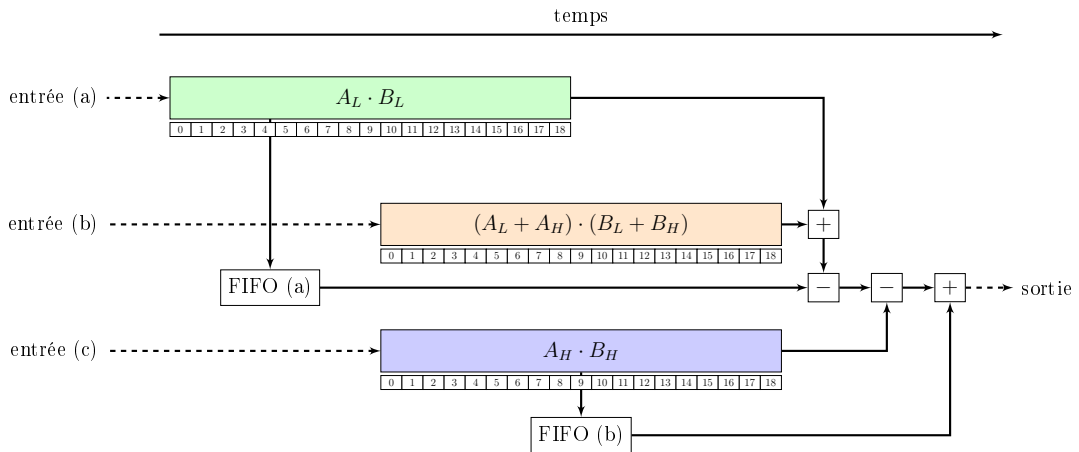 temps
entrée (a)
A_L · B_L
0 1 2 3 4 5 6 7 8 9 10 11 12 13 14 15 16 17 18
entrée (b)
(A_L + A_H) · (B_L + B_H)
+
0 1 2 3 4 5 6 7 8 9 10 11 12 13 14 15 16 17 18
FIFO (a)
− − + sortie
entrée (c)
A_H · B_H
0 1 2 3 4 5 6 7 8 9 10 11 12 13 14 15 16 17 18
FIFO (b)